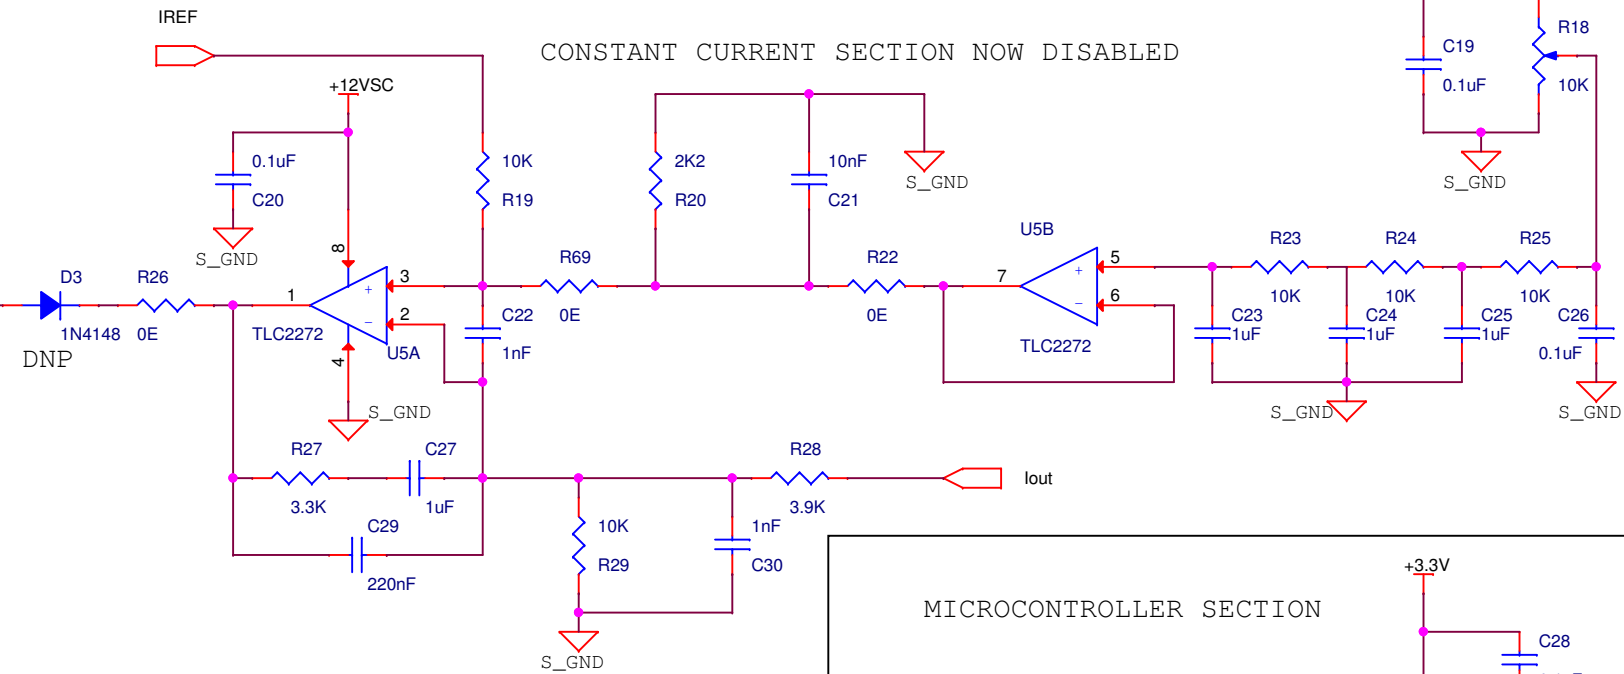 IREF
CONSTANT CURRENT SECTION NOW DISABLED
R18
C19
0.1uF
10K
+12VSC
0.1uF
C20
10K
R19
2K2
R20
10nF
C21
S_GND
S_GND
S_GND
8
U5B
D3
R26
1N4148
0E
DNP
1
TLC2272
3
+
2
−
U5A
4
R69
0E
C22
1nF
R22
0E
7
5
+
6
−
TLC2272
R23
10K
R24
10K
R25
10K
C23
1uF
C24
1uF
C25
1uF
C26
0.1uF
S_GND
S_GND
S_GND
R27
3.3K
C27
1uF
R28
3.9K
Iout
C29
220nF
10K
R29
1nF
C30
S_GND
+3.3V
MICROCONTROLLER SECTION
C28